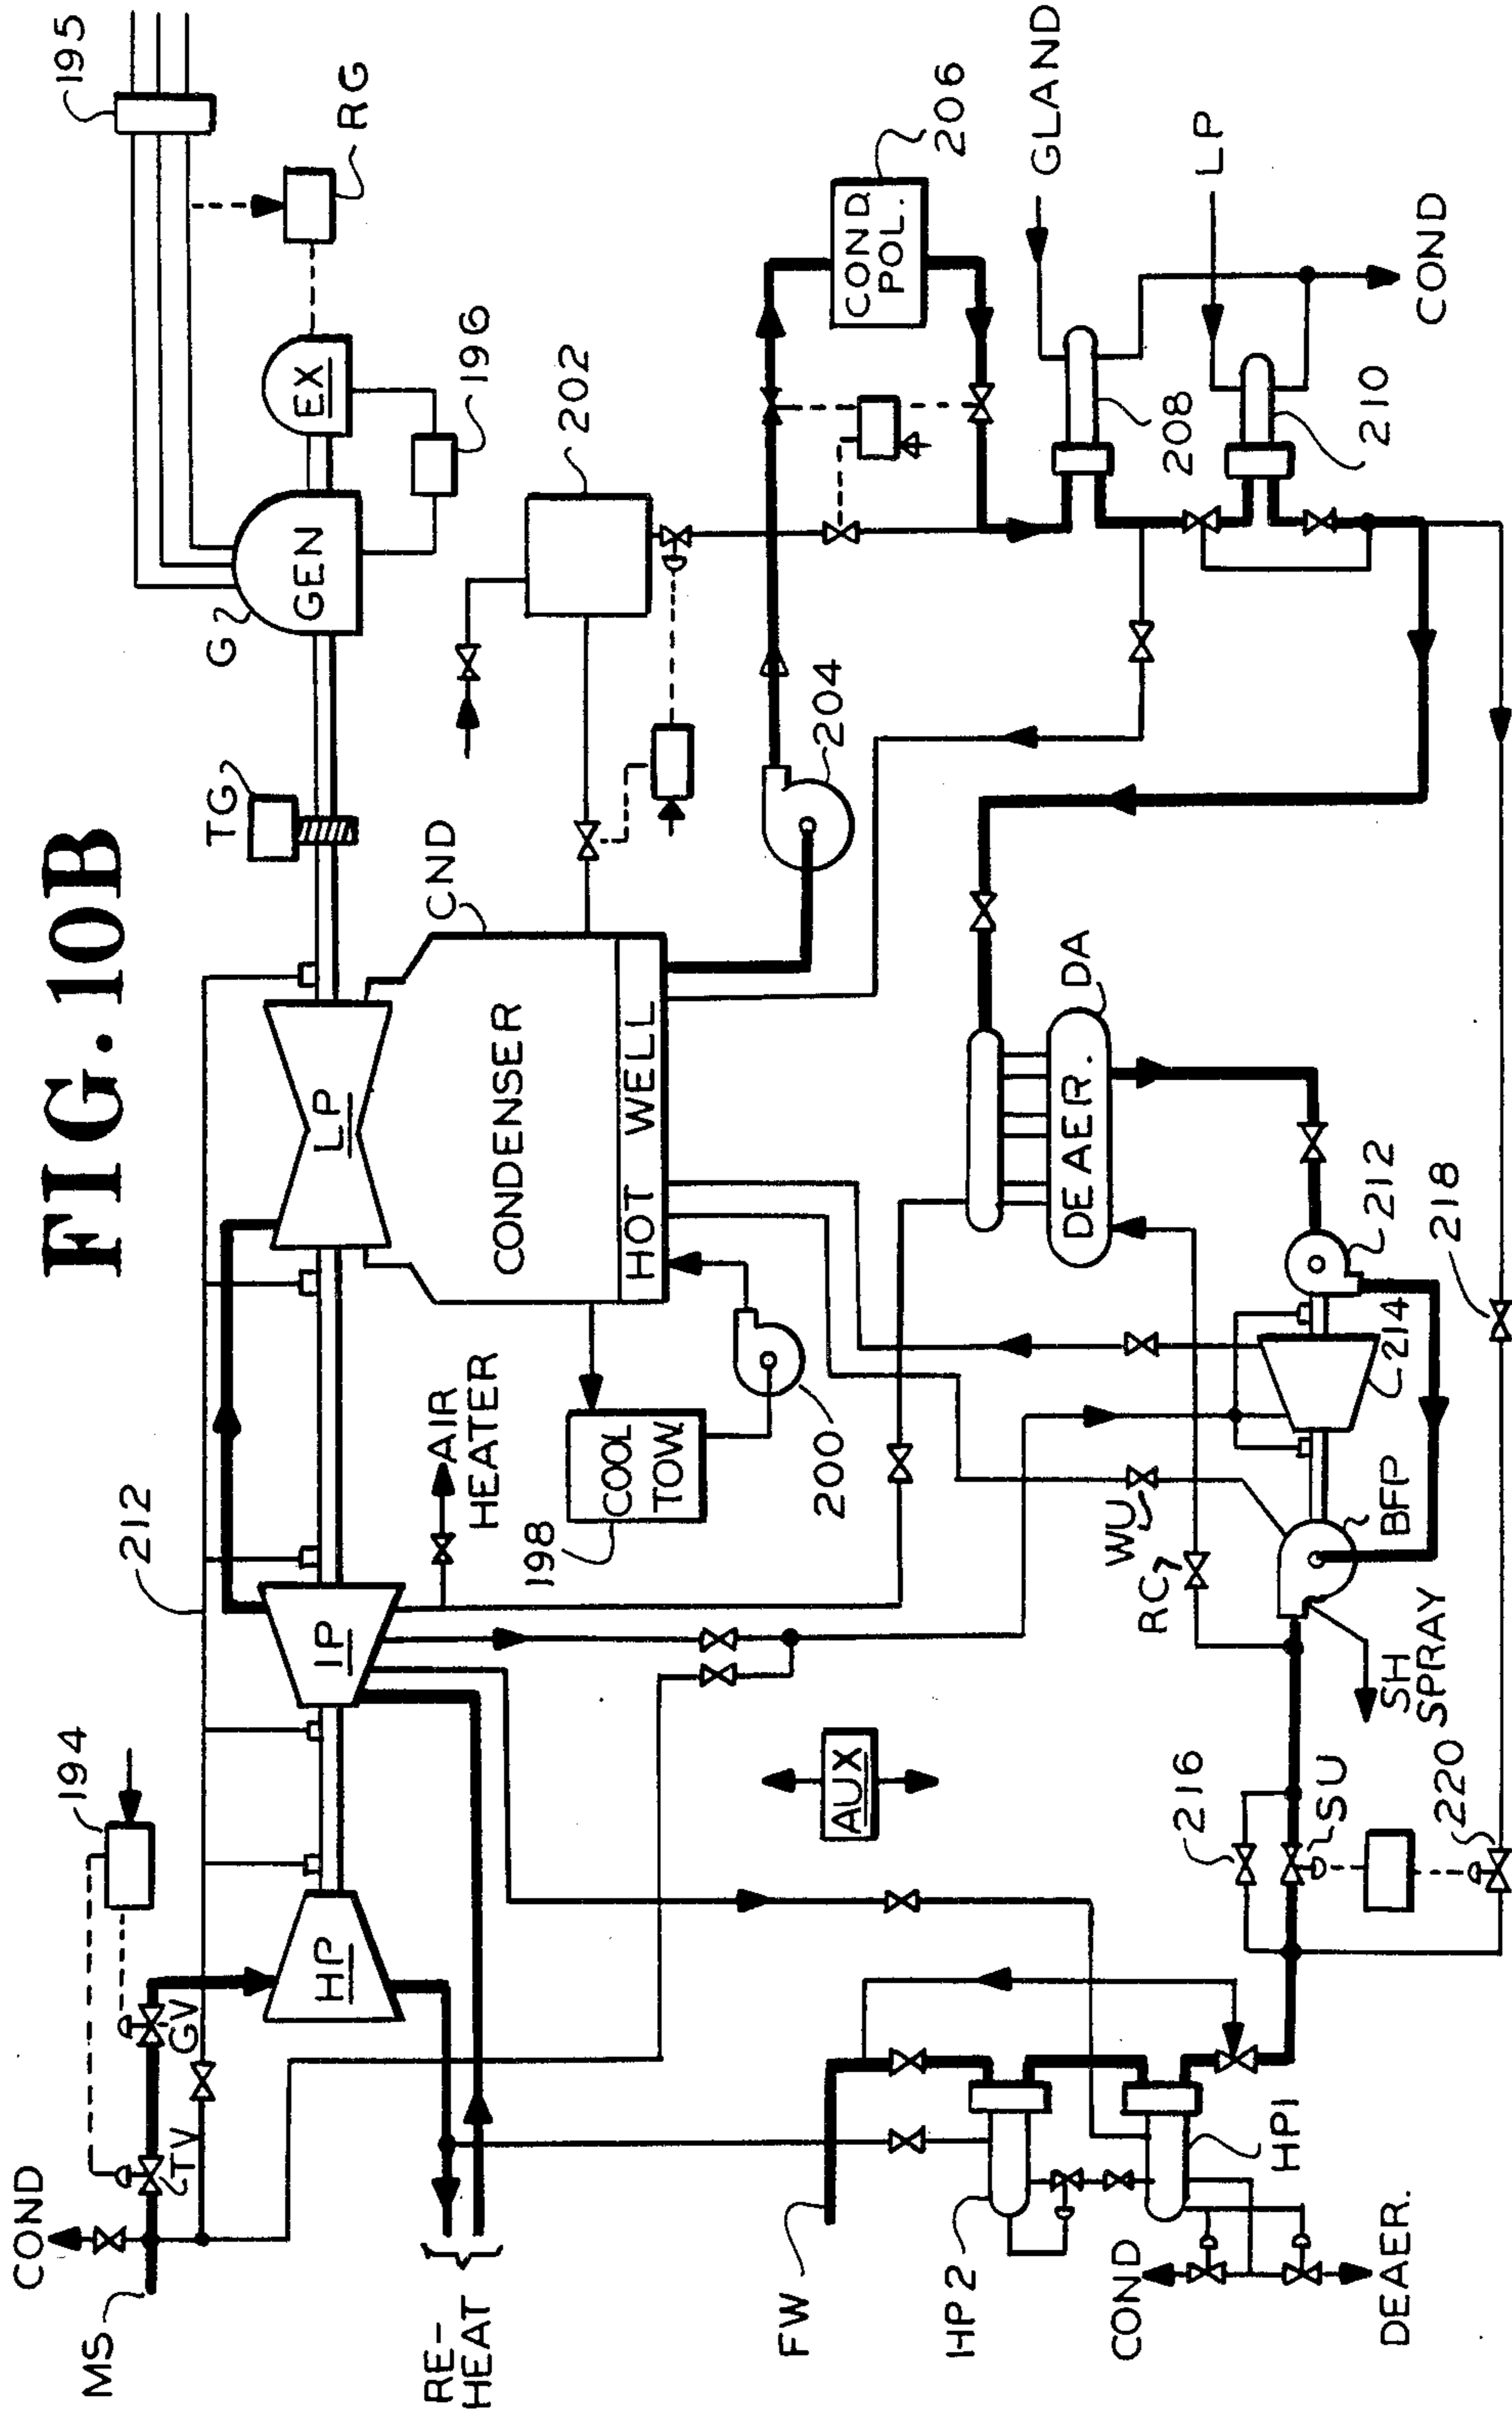 FIG.10B
195
RG
EX
196
GEN
G
TG
212
194
HP
IP
LP
GV
TV
COND
MS
RE-
HEAT
CND
CONDENSER
HOT WELL
202
204
COND.
POL.
206
GLAND
208
LP
210
COND
AIR
HEATER
COOL
TOW.
198
200
AUX
DEAER.
DA
212
214
BFP
WU
RC
SH
SPRAY
218
216
SU
220
FW
HP2
HP1
COND
DEAER.